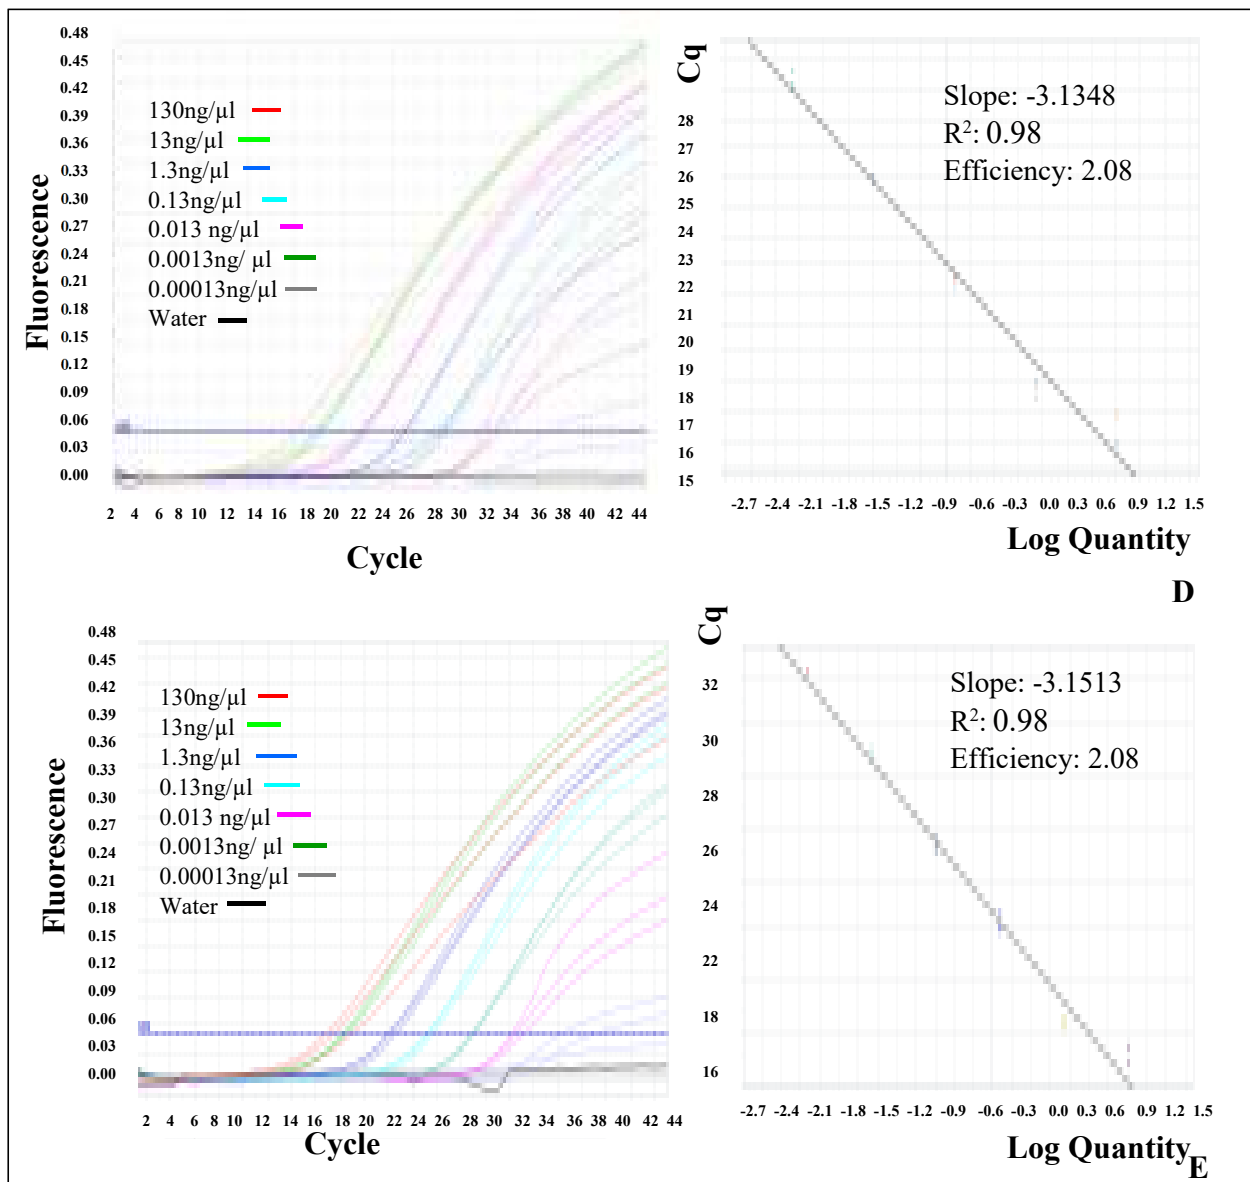 0.48
0.45
0.42
0.39
0.36
0.33
0.30
0.27
0.24
0.21
0.18
0.15
0.12
0.09
0.06
0.03
0.00
Fluorescence
130ng/µl
13ng/µl
1.3ng/µl
0.13ng/µl
0.013 ng/µl
0.0013ng/ µl
0.00013ng/µl
Water
2 4 6 8 10 12 14 16 18 20 22 24 26 28 30 32 34 36 38 40 42 44
Cycle
Cq
28
27
26
25
24
23
22
21
20
19
18
17
16
15
Slope: -3.1348
R²: 0.98
Efficiency: 2.08
-2.7 -2.4 -2.1 -1.8 -1.5 -1.2 -0.9 -0.6 -0.3 0.0 0.3 0.6 0.9 1.2 1.5
Log Quantity
D
0.48
0.45
0.42
0.39
0.36
0.33
0.30
0.27
0.24
0.21
0.18
0.15
0.12
0.09
0.06
0.03
0.00
Fluorescence
130ng/µl
13ng/µl
1.3ng/µl
0.13ng/µl
0.013 ng/µl
0.0013ng/ µl
0.00013ng/µl
Water
2 4 6 8 10 12 14 16 18 20 22 24 26 28 30 32 34 36 38 40 42 44
Cycle
Cq
32
30
28
26
24
22
18
16
Slope: -3.1513
R²: 0.98
Efficiency: 2.08
-2.7 -2.4 -2.1 -1.8 -1.5 -1.2 -0.9 -0.6 -0.3 0.0 0.6 0.9 1.2 1.5
Log Quantity
E